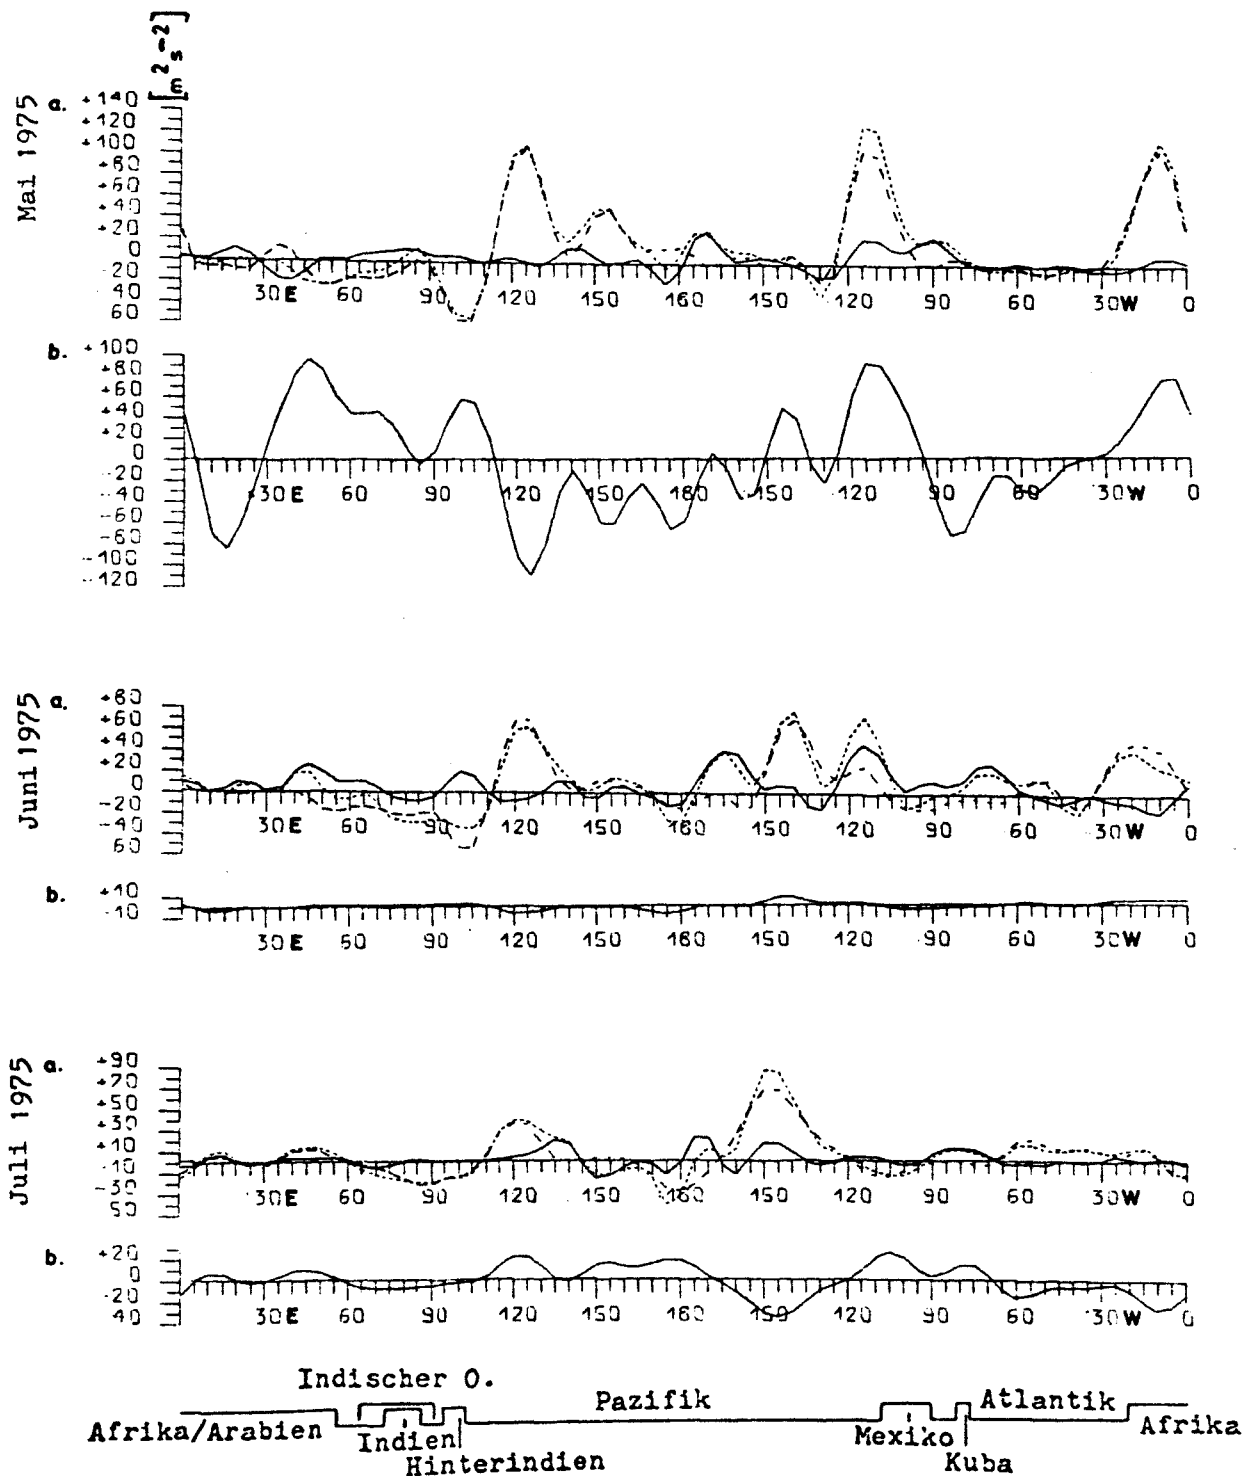 [m²s-2]
Mai 1975
a.
+140
+120
+100
+80
+60
+40
+20
0
20
40
60
30E 60 90 120 150 180 150 120 90 60 30W 0
b.
+100
+80
+60
+40
+20
0
-20
-40
-60
-80
-100
-120
30E 60 90 120 150 180 150 120 90 60 30W 0
Juni 1975
a.
+80
+60
+40
+20
0
-20
-40
60
30E 60 90 120 150 180 150 120 90 60 30W 0
b.
+10
-10
30E 60 90 120 150 180 150 120 90 60 30W 0
Juli 1975
a.
+90
+70
+50
+30
+10
-10
-30
50
30E 60 90 120 150 180 150 120 90 60 30W 0
b.
+20
0
-20
40
30E 60 90 120 150 180 150 120 90 60 30W 0
Indischer O.
Pazifik
Atlantik
Afrika/Arabien
Indien
Mexiko
Afrika
Hinterindien
Kuba